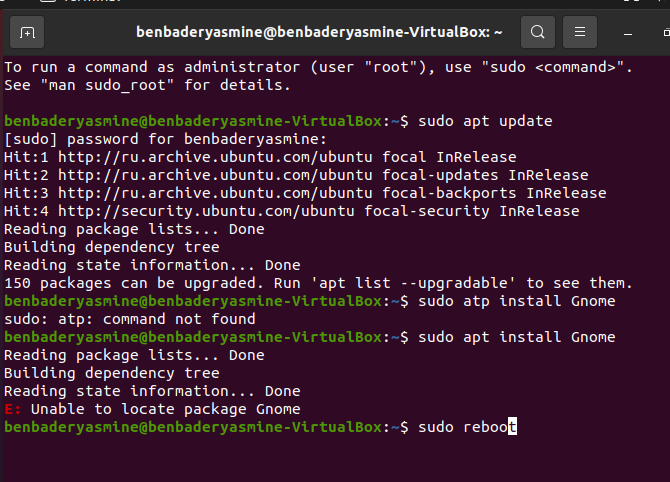 benbaderyasmine@benbaderyasmine-VirtualBox: ~
To run a command as administrator (user "root"), use "sudo <command>".
See "man sudo_root" for details.
benbaderyasmine@benbaderyasmine-VirtualBox:~$ sudo apt update
[sudo] password for benbaderyasmine:
Hit:1 http://ru.archive.ubuntu.com/ubuntu focal InRelease
Hit:2 http://ru.archive.ubuntu.com/ubuntu focal-updates InRelease
Hit:3 http://ru.archive.ubuntu.com/ubuntu focal-backports InRelease
Hit:4 http://security.ubuntu.com/ubuntu focal-security InRelease
Reading package lists... Done
Building dependency tree
Reading state information... Done
150 packages can be upgraded. Run 'apt list --upgradable' to see them.
benbaderyasmine@benbaderyasmine-VirtualBox:~$ sudo atp install Gnome
sudo: atp: command not found
benbaderyasmine@benbaderyasmine-VirtualBox:~$ sudo apt install Gnome
Reading package lists... Done
Building dependency tree
Reading state information... Done
E: Unable to locate package Gnome
benbaderyasmine@benbaderyasmine-VirtualBox:~$ sudo reboot